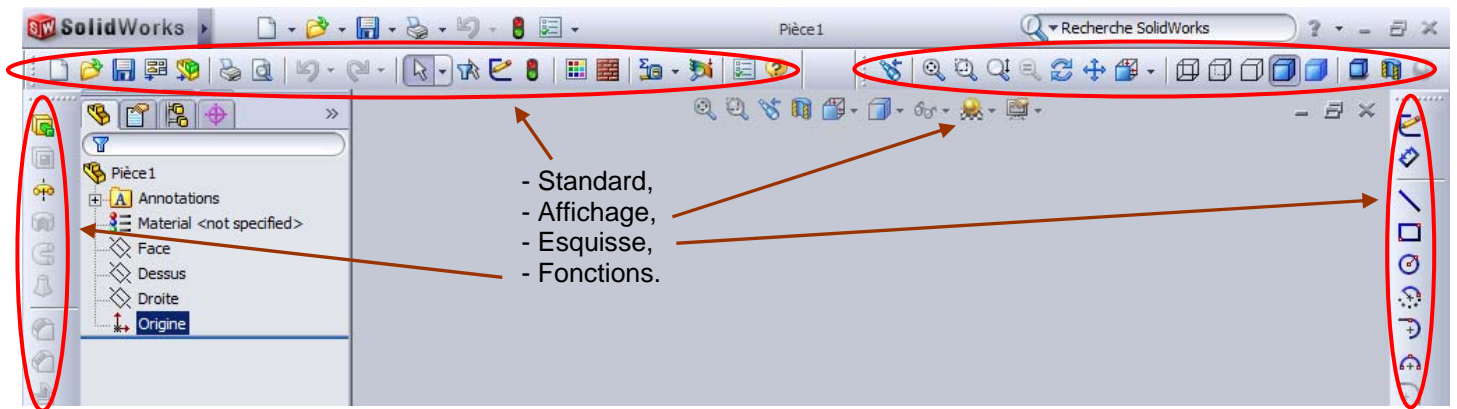 SolidWorks
Pièce1
Recherche SolidWorks
Pièce1
Annotations
Material <not specified>
Face
Dessus
Droite
Origine
- Standard,
- Affichage,
- Esquisse,
- Fonctions.